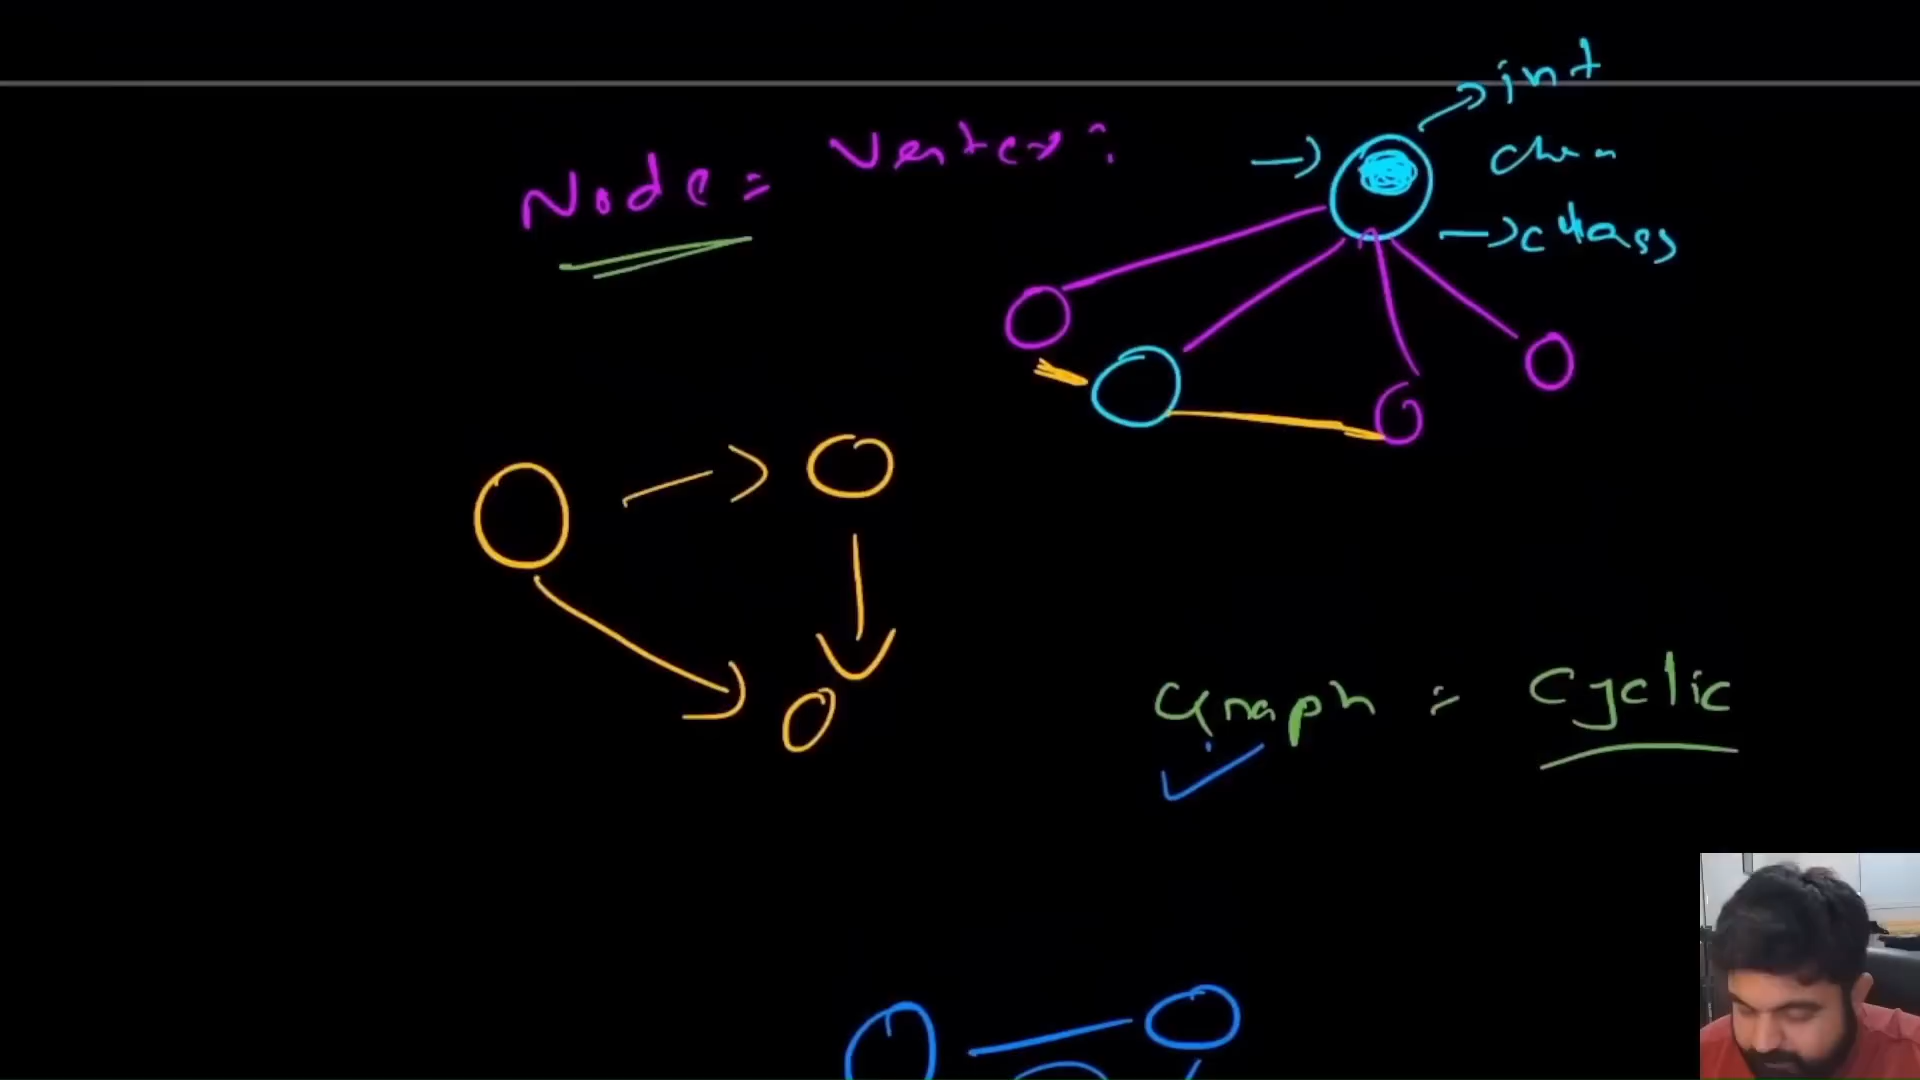 int
Node = Vertex :
char
class
Graph = Cyclic